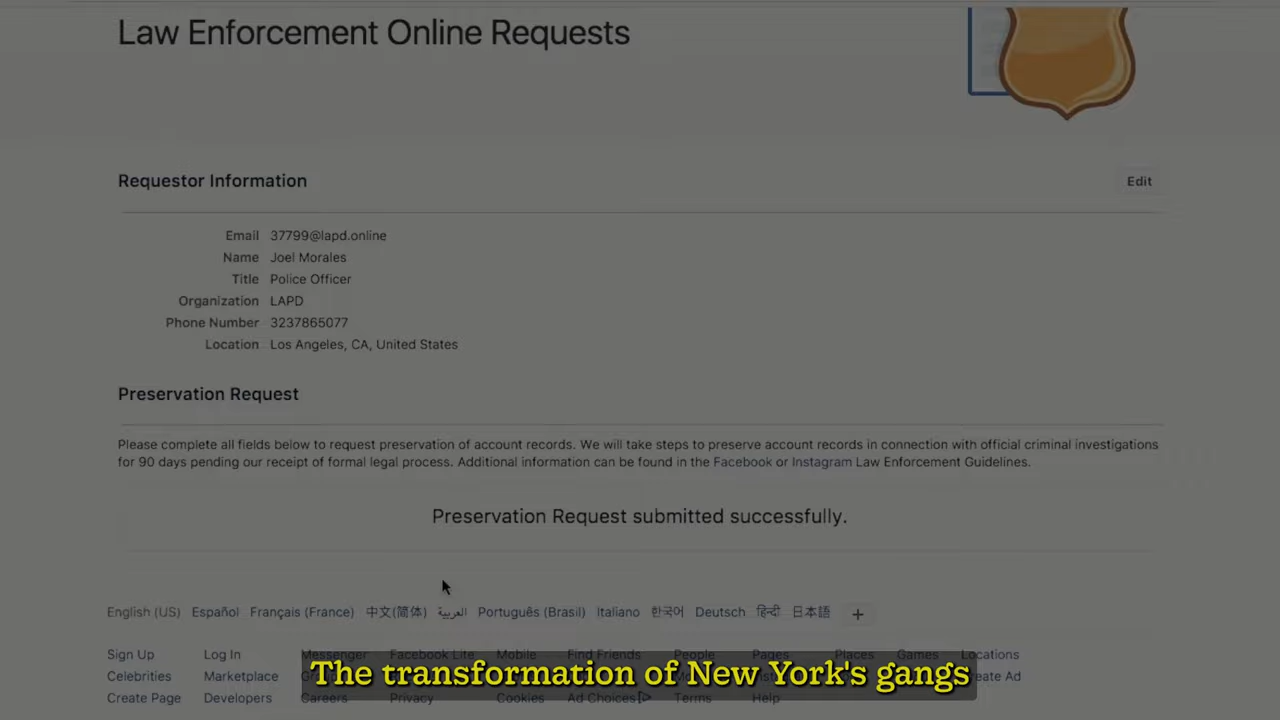 Law Enforcement Online Requests
Requestor Information
Edit
Email 37799@lapd.online
Name Joel Morales
Title Police Officer
Organization LAPD
Phone Number 3237865077
Location Los Angeles, CA, United States
Preservation Request
Please complete all fields below to request preservation of account records. We will take steps to preserve account records in connection with official criminal investigations
for 90 days pending our receipt of formal legal process. Additional information can be found in the Facebook or Instagram Law Enforcement Guidelines.
Preservation Request submitted successfully.
English (US) Español Français (France) 中文(简体) العربية Português (Brasil) Italiano 한국어 Deutsch हिन्दी 日本語 +
Sign Up Log In Messenger Facebook Lite Mobile Find Friends People Pages Places Games Locations
Celebrities Marketplace
The transformation of New York's gangs
Create Page Developers Careers Privacy Cookies Ad Choices Terms Help